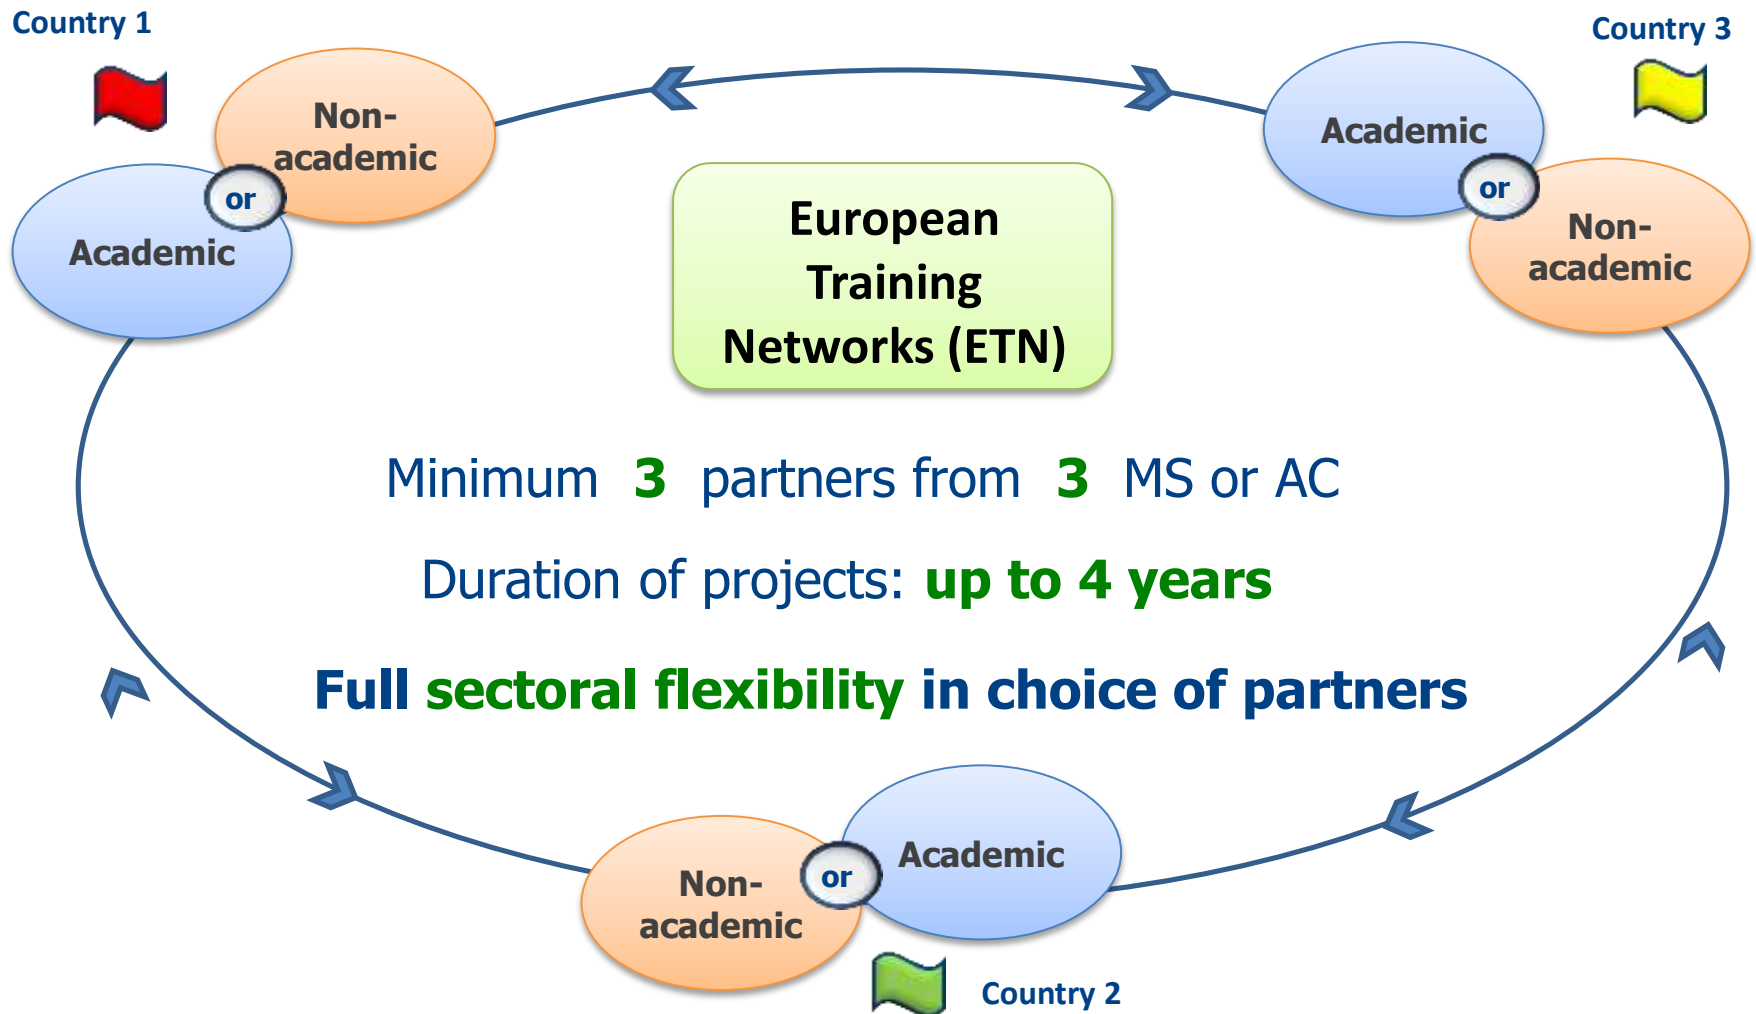 Country 1
Country 3
Non-
academic
or
Academic
Academic
or
Non-
academic
European
Training
Networks (ETN)
Minimum 3 partners from 3 MS or AC
Duration of projects: up to 4 years
Full sectoral flexibility in choice of partners
Non-
academic
or
Academic
Country 2